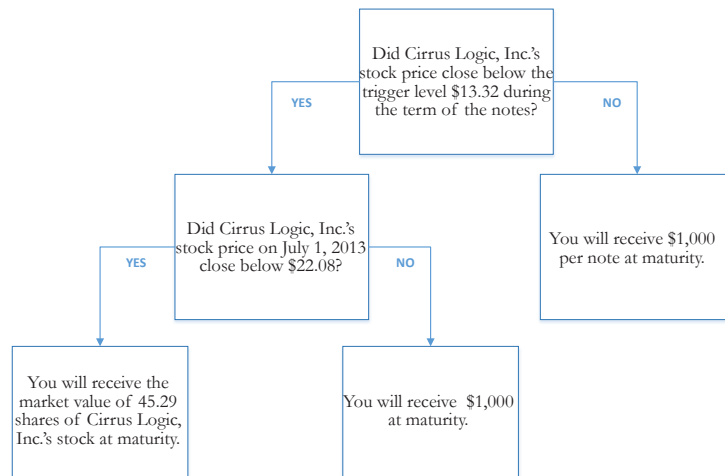 Did Cirrus Logic, Inc.'s
stock price close below the
trigger level $13.32 during
the term of the notes?
YES
NO
Did Cirrus Logic, Inc.'s
stock price on July 1, 2013
close below $22.08?
You will receive $1,000
per note at maturity.
YES
NO
You will receive the
market value of 45.29
shares of Cirrus Logic,
Inc.'s stock at maturity.
You will receive $1,000
at maturity.